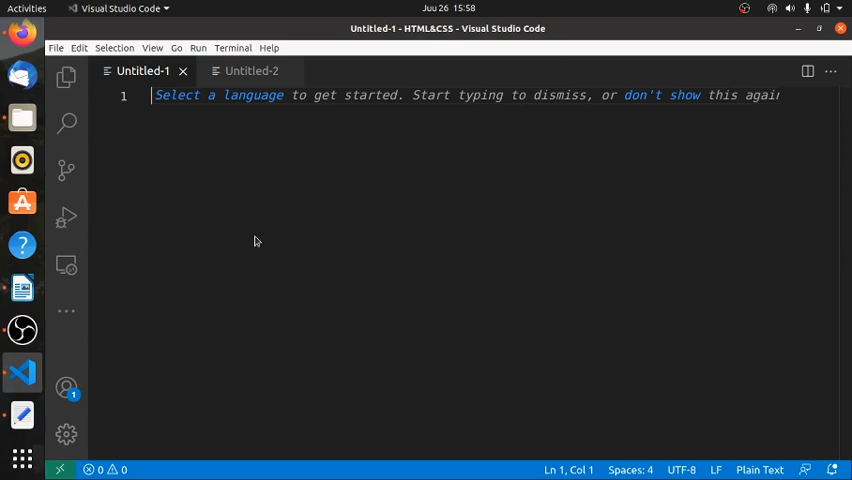 Activities
Visual Studio Code
Juu 26 15:58
Untitled-1 - HTML&CSS - Visual Studio Code
File Edit Selection View Go Run Terminal Help
Untitled-1 Untitled-2
1 Select a language to get started. Start typing to dismiss, or don't show this again
1
0 0 Ln 1, Col 1 Spaces: 4 UTF-8 LF Plain Text